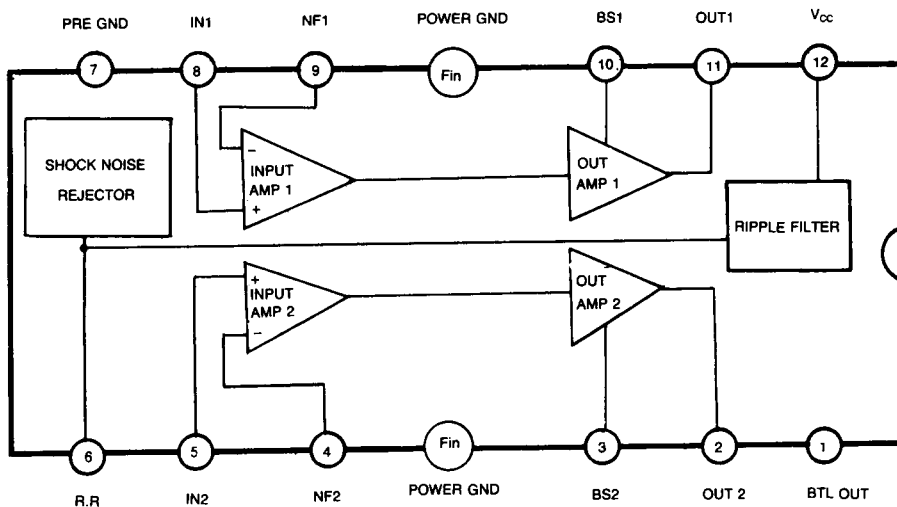 PRE GND IN1 NF1 POWER GND BS1 OUT1 VCC
7 8 9 Fin 10. 11 12
SHOCK NOISE
REJECTOR
−
INPUT
AMP 1
+
OUT
AMP 1
RIPPLE FILTER
+
INPUT
AMP 2
−
−
OUT
AMP 2
6 5 4 Fin 3 2 1
R.R IN2 NF2 POWER GND BS2 OUT 2 BTL OUT